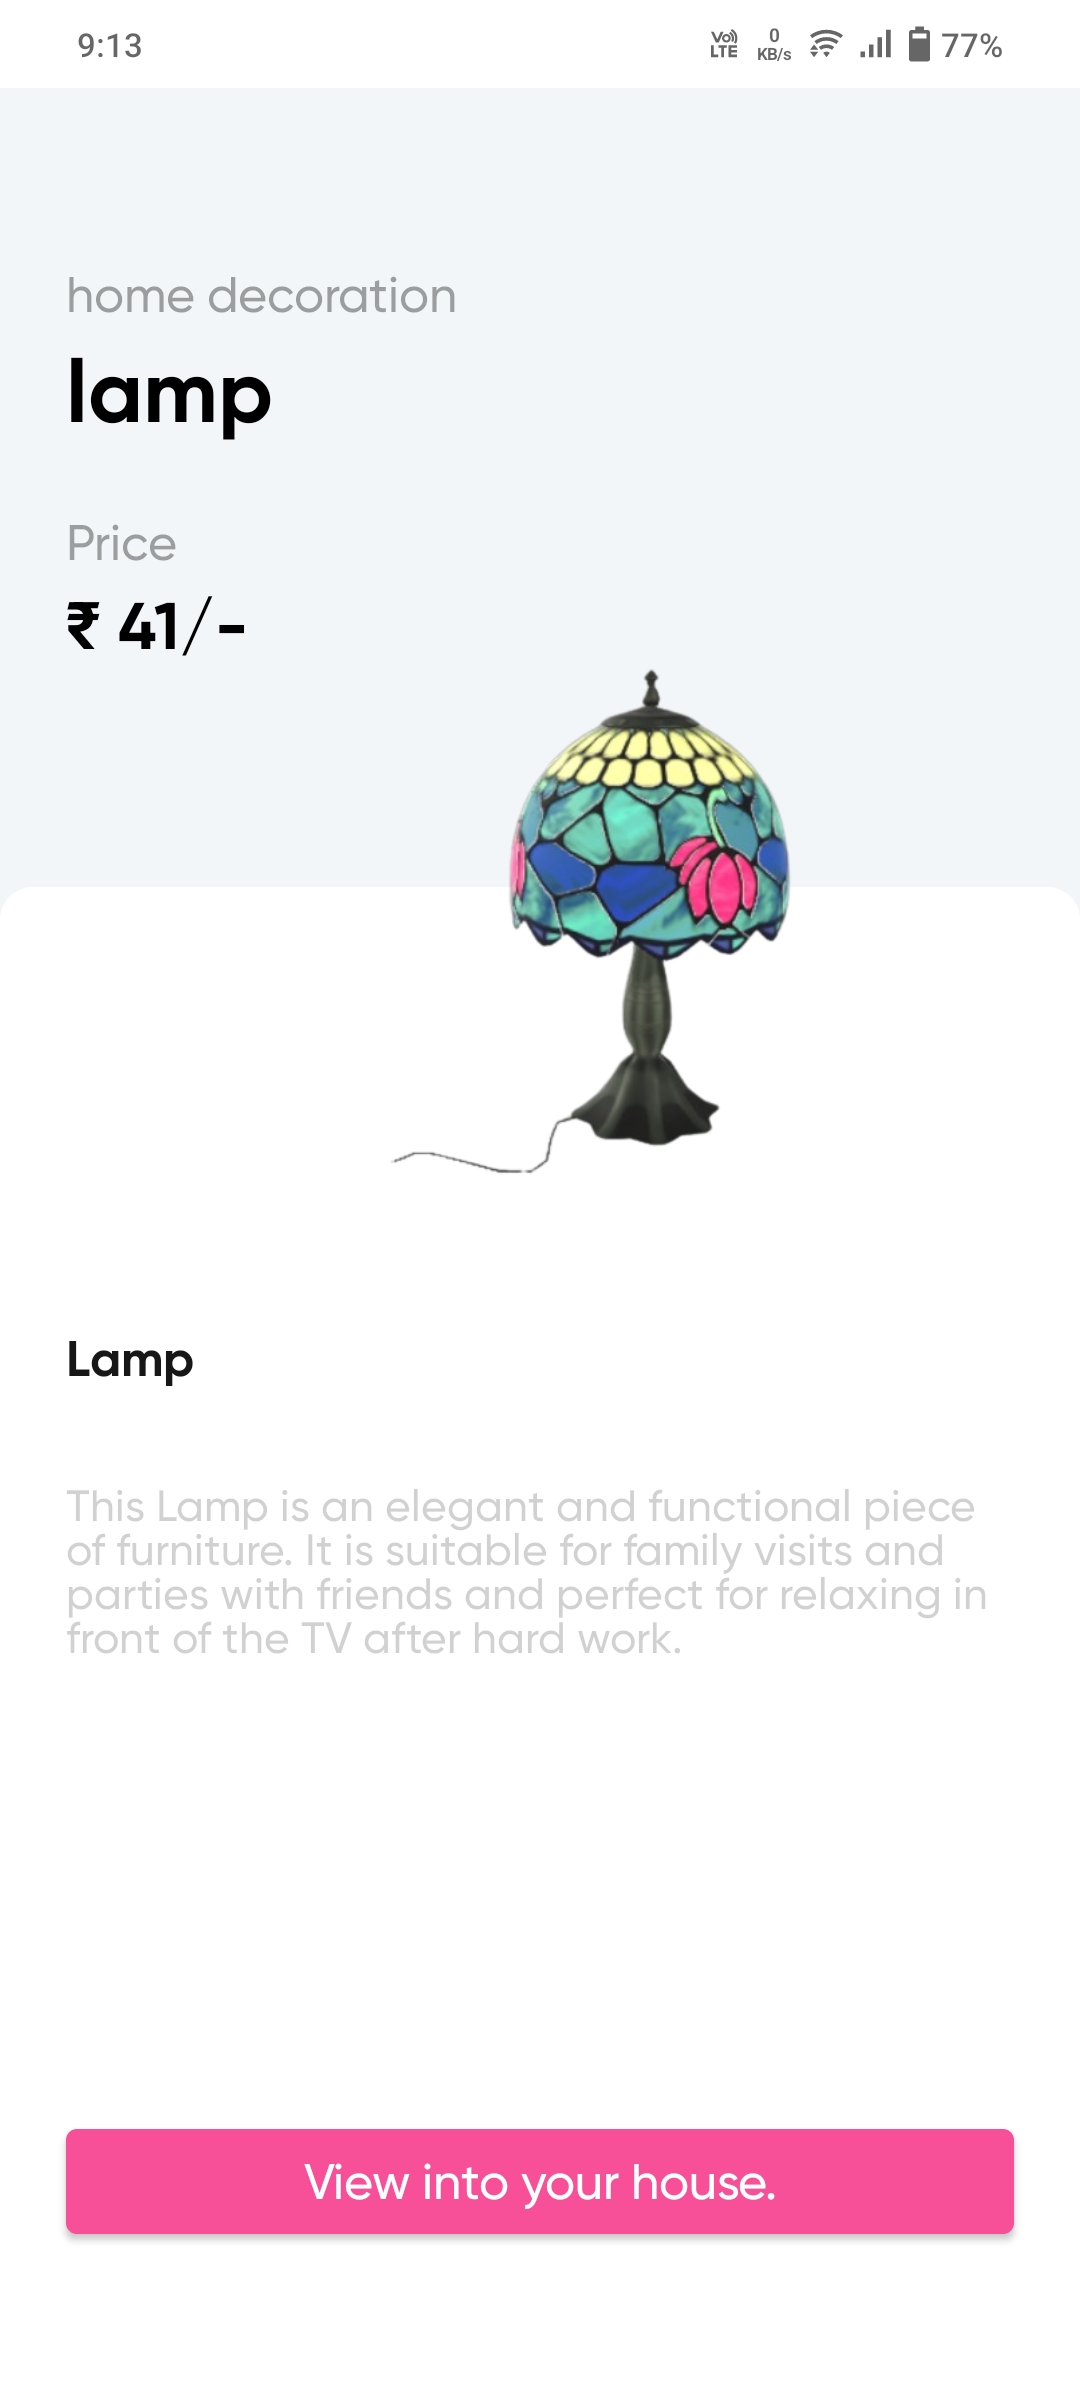 9:13
Vo)) LTE
0 KB/s
77%
home decoration
lamp
Price
₹ 41/-
Lamp
This Lamp is an elegant and functional piece
of furniture. It is suitable for family visits and
parties with friends and perfect for relaxing in
front of the TV after hard work.
View into your house.